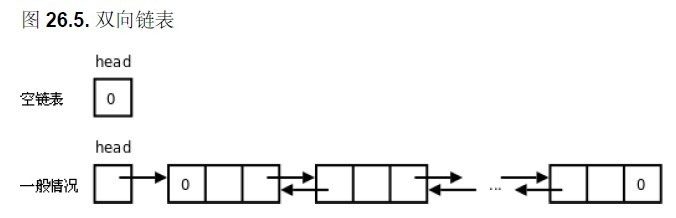 图 26.5. 双向链表
head
空链表 0
head
一般情况 0 ... 0